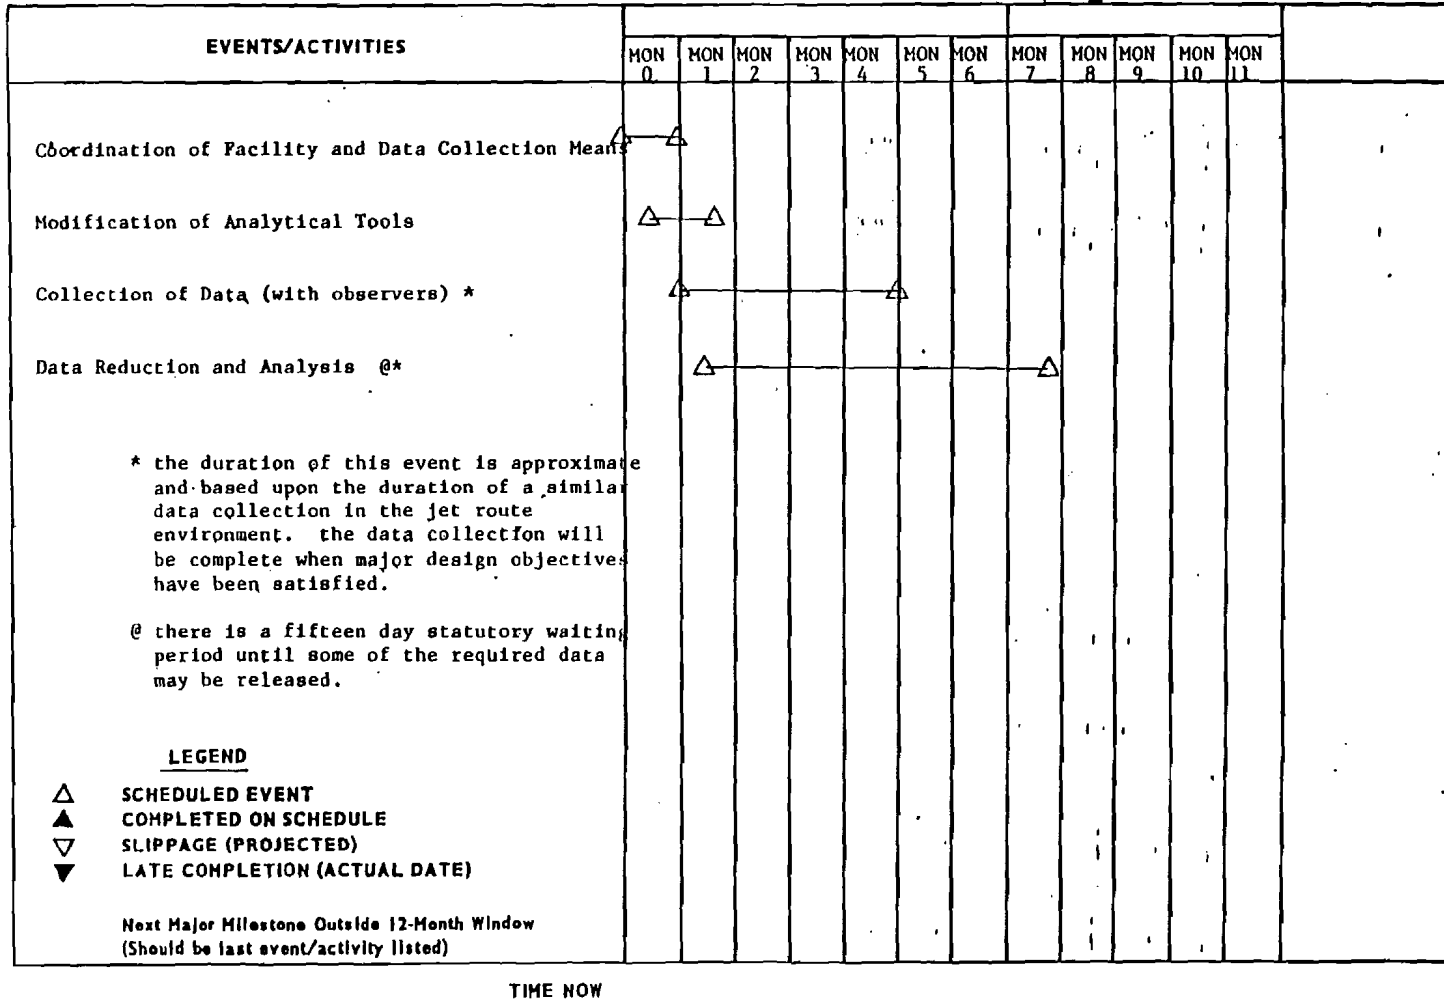 EVENTS/ACTIVITIES
MON 0 MON 1 MON 2 MON 3 MON 4 MON 5 MON 6 MON 7 MON 8 MON 9 MON 10 MON 11
Coordination of Facility and Data Collection Means
Modification of Analytical Tools
Collection of Data (with observers) *
Data Reduction and Analysis @*
* the duration of this event is approximate
and based upon the duration of a similar
data collection in the jet route
environment. the data collection will
be complete when major design objectives
have been satisfied.
@ there is a fifteen day statutory waiting
period until some of the required data
may be released.
LEGEND
△ SCHEDULED EVENT
▲ COMPLETED ON SCHEDULE
▽ SLIPPAGE (PROJECTED)
▼ LATE COMPLETION (ACTUAL DATE)
Next Major Milestone Outside 12-Month Window
(Should be last event/activity listed)
TIME NOW